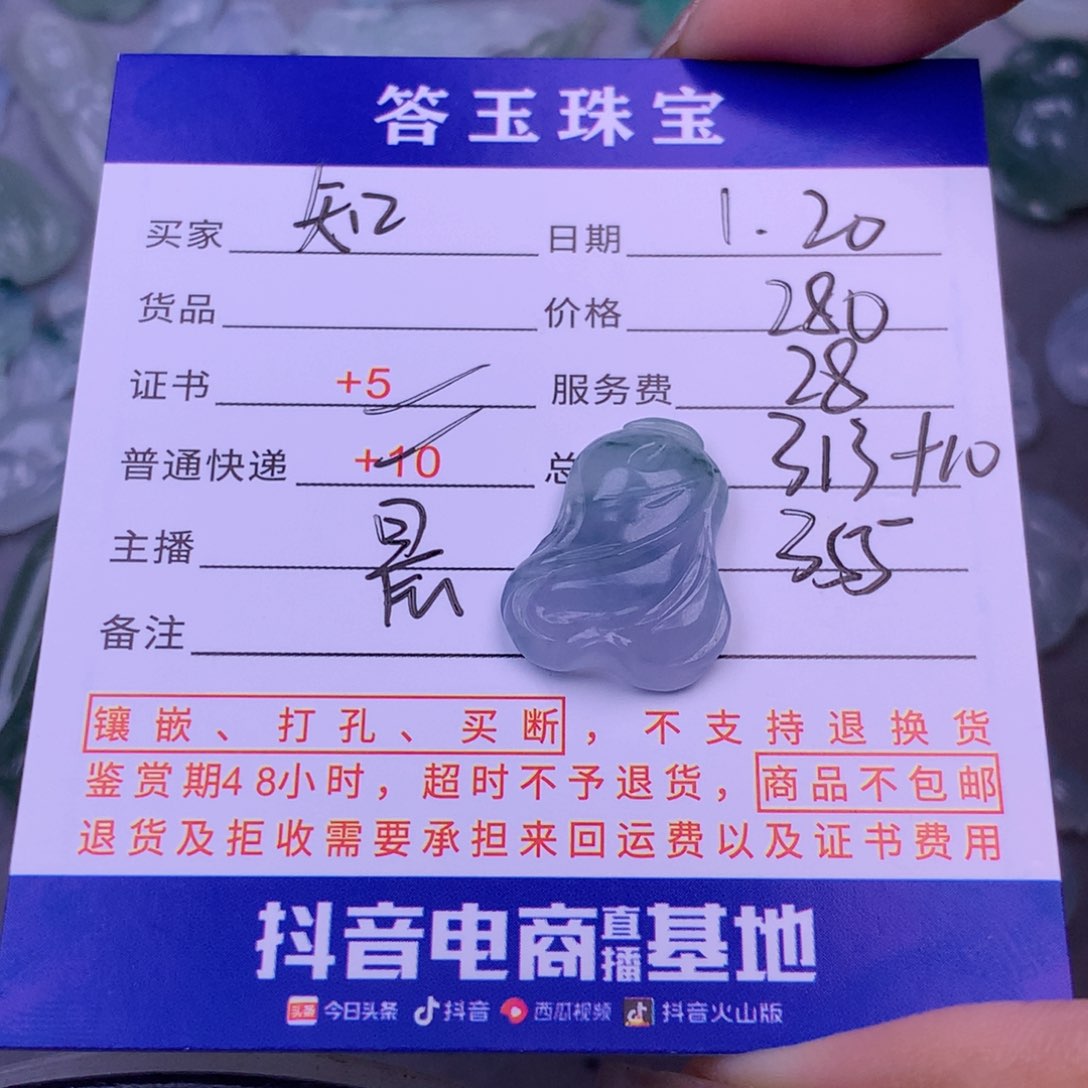 答玉珠宝
买家 知 日期 1.20
货品 价格 280
证书 +5 服务费 28
普通快递 +10 总 313+10
主播 晨 355
备注
镶嵌、打孔、买断，不支持退换货
鉴赏期48小时，超时不予退货，商品不包邮
退货及拒收需要承担来回运费以及证书费用
抖音电商直播基地
头条 今日头条 抖音 西瓜视频 抖音火山版